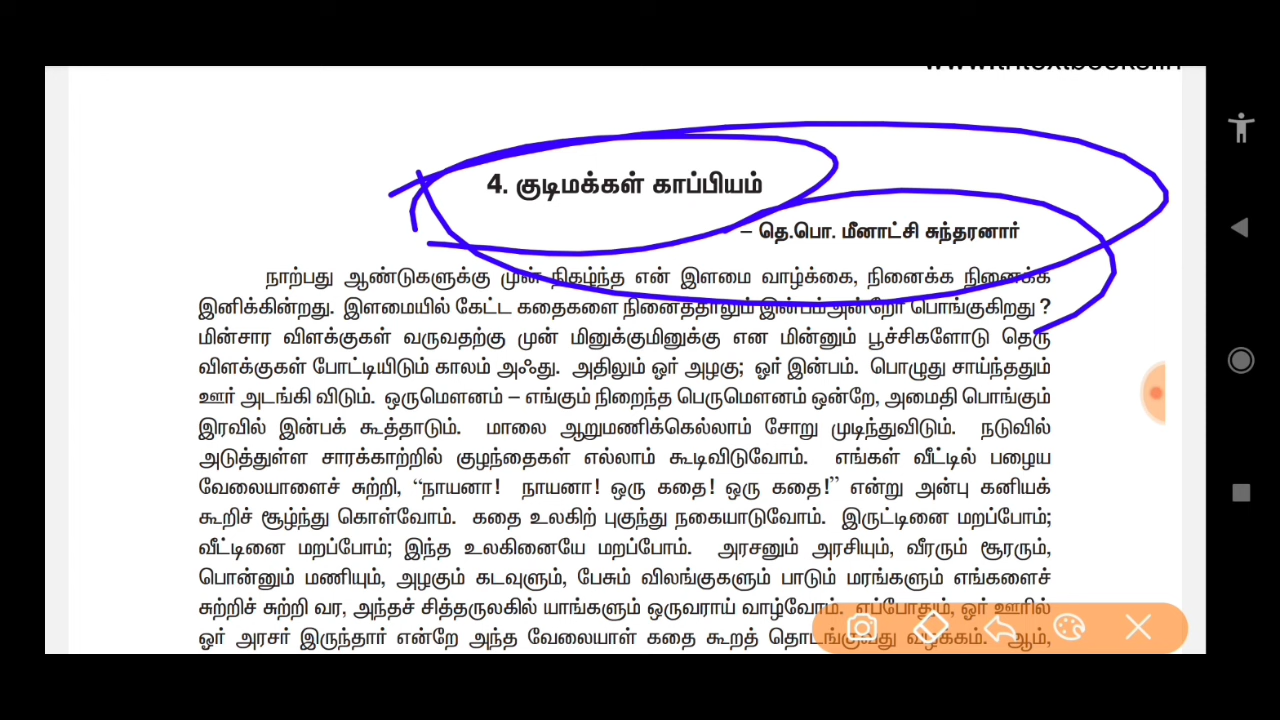 4. குடிமக்கள் காப்பியம்
– தெ.பொ. மீனாட்சி சுந்தரனார்
நாற்பது ஆண்டுகளுக்கு முன் நிகழ்ந்த என் இளமை வாழ்க்கை, நினைக்க நினைக்க
இனிக்கின்றது. இளமையில் கேட்ட கதைகளை நினைத்தாலும் இன்பம்அன்றோ பொங்குகிறது ?
மின்சார விளக்குகள் வருவதற்கு முன் மினுக்குமினுக்கு என மின்னும் பூச்சிகளோடு தெரு
விளக்குகள் போட்டியிடும் காலம் அஃது. அதிலும் ஓர் அழகு; ஓர் இன்பம். பொழுது சாய்ந்ததும்
ஊர் அடங்கி விடும். ஒருமௌனம் – எங்கும் நிறைந்த பெருமௌனம் ஒன்றே, அமைதி பொங்கும்
இரவில் இன்பக் கூத்தாடும். மாலை ஆறுமணிக்கெல்லாம் சோறு முடிந்துவிடும். நடுவில்
அடுத்துள்ள சாரக்காற்றில் குழந்தைகள் எல்லாம் கூடிவிடுவோம். எங்கள் வீட்டில் பழைய
வேலையாளைச் சுற்றி, “நாயனா! நாயனா! ஒரு கதை! ஒரு கதை!” என்று அன்பு கனியக்
கூறிச் சூழ்ந்து கொள்வோம். கதை உலகிற் புகுந்து நகையாடுவோம். இருட்டினை மறப்போம்;
வீட்டினை மறப்போம்; இந்த உலகினையே மறப்போம். அரசனும் அரசியும், வீரரும் சூரரும்,
பொன்னும் மணியும், அழகும் கடவுளும், பேசும் விலங்குகளும் பாடும் மரங்களும் எங்களைச்
சுற்றிச் சுற்றி வர, அந்தச் சித்தருலகில் யாங்களும் ஒருவராய் வாழ்வோம். எப்போதும், ஓர் ஊரில்
ஓர் அரசர் இருந்தார் என்றே அந்த வேலையாள் கதை கூறத் தொடங்குவது வழக்கம். ஆம்,